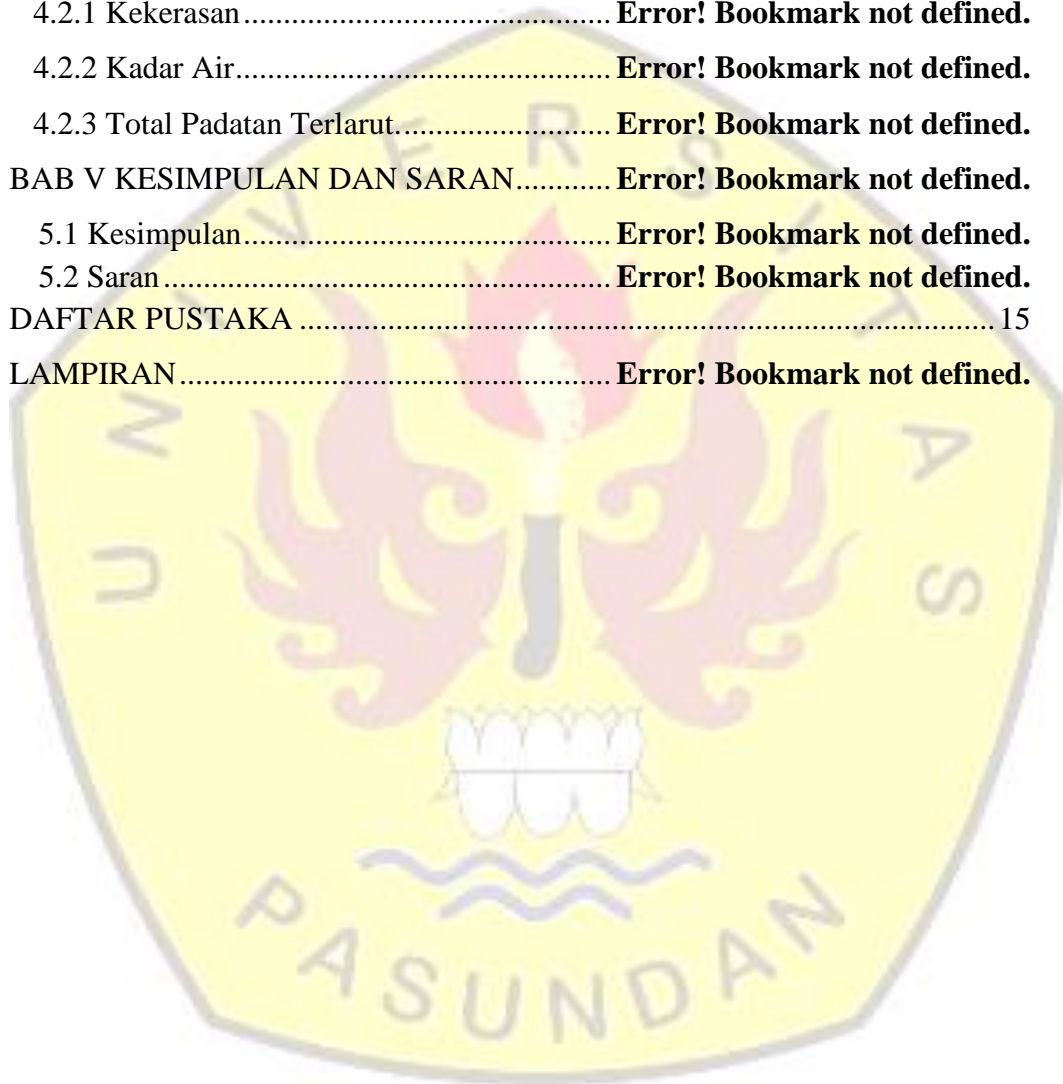 4.2.1 Kekerasan....................................... Error! Bookmark not defined.
4.2.2 Kadar Air........................................ Error! Bookmark not defined.
4.2.3 Total Padatan Terlarut....................... Error! Bookmark not defined.
BAB V KESIMPULAN DAN SARAN............ Error! Bookmark not defined.
5.1 Kesimpulan....................................... Error! Bookmark not defined.
5.2 Saran ................................................ Error! Bookmark not defined.
DAFTAR PUSTAKA .......................................................................... 15
LAMPIRAN.............................................. Error! Bookmark not defined.
UNIVERSITAS
PASUNDAN